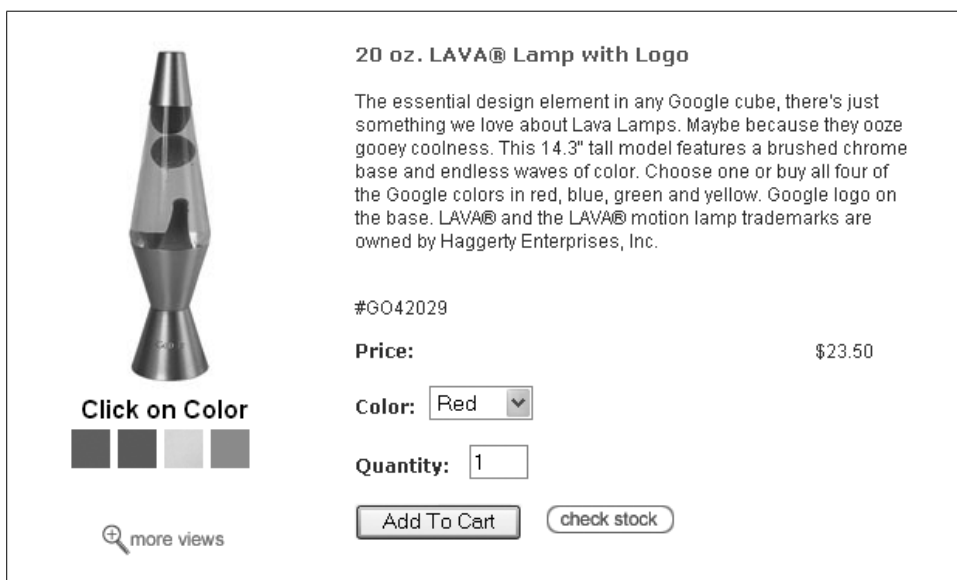 20 oz. LAVA® Lamp with Logo
The essential design element in any Google cube, there's just
something we love about Lava Lamps. Maybe because they ooze
gooey coolness. This 14.3" tall model features a brushed chrome
base and endless waves of color. Choose one or buy all four of
the Google colors in red, blue, green and yellow. Google logo on
the base. LAVA® and the LAVA® motion lamp trademarks are
owned by Haggerty Enterprises, Inc.
#GO42029
Price: $23.50
Color: Red
Quantity: 1
Add To Cart check stock
Click on Color
more views